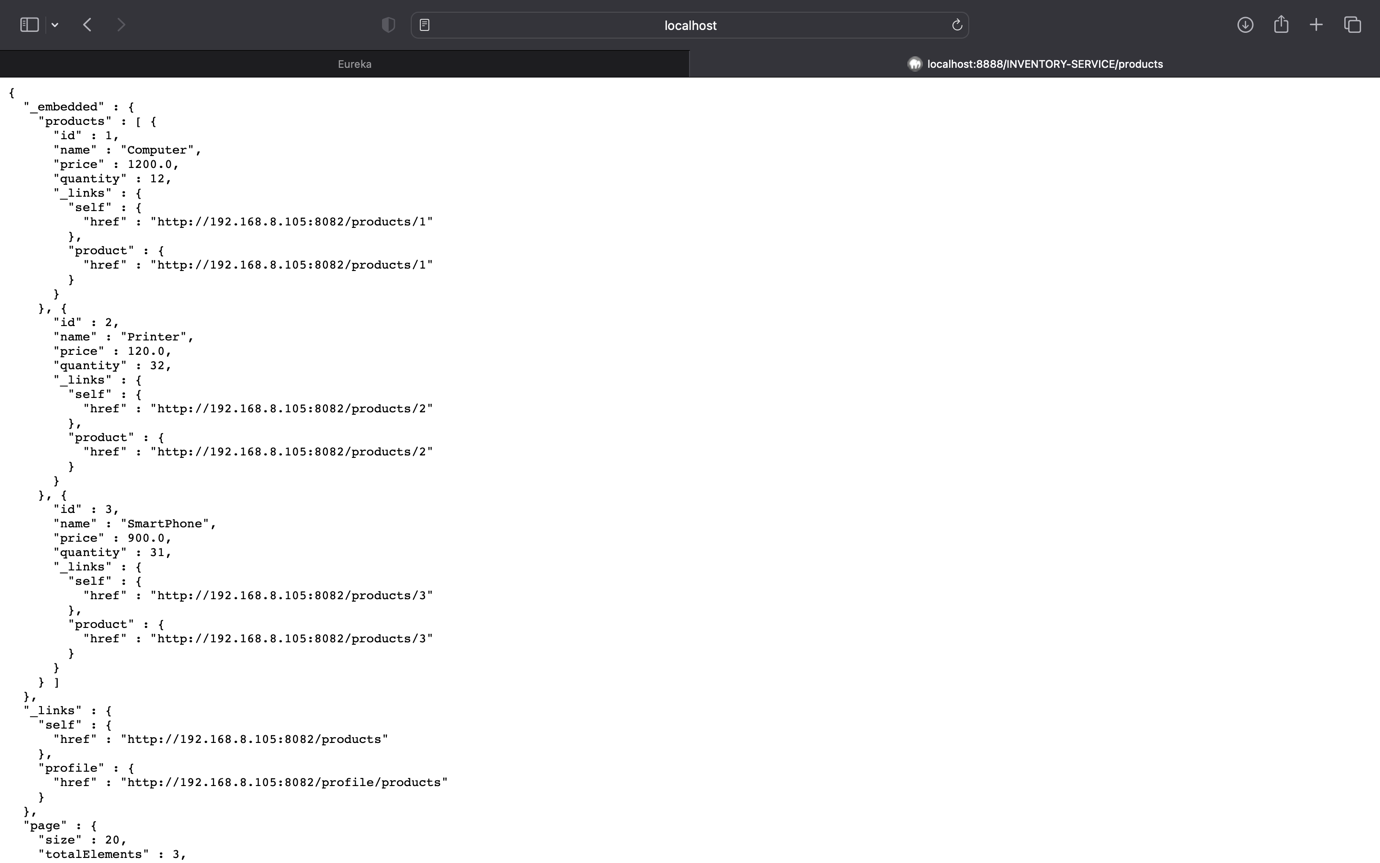 localhost
Eureka
localhost:8888/INVENTORY-SERVICE/products
{
  "_embedded" : {
    "products" : [ {
      "id" : 1,
      "name" : "Computer",
      "price" : 1200.0,
      "quantity" : 12,
      "_links" : {
        "self" : {
          "href" : "http://192.168.8.105:8082/products/1"
        },
        "product" : {
          "href" : "http://192.168.8.105:8082/products/1"
        }
      }
    }, {
      "id" : 2,
      "name" : "Printer",
      "price" : 120.0,
      "quantity" : 32,
      "_links" : {
        "self" : {
          "href" : "http://192.168.8.105:8082/products/2"
        },
        "product" : {
          "href" : "http://192.168.8.105:8082/products/2"
        }
      }
    }, {
      "id" : 3,
      "name" : "SmartPhone",
      "price" : 900.0,
      "quantity" : 31,
      "_links" : {
        "self" : {
          "href" : "http://192.168.8.105:8082/products/3"
        },
        "product" : {
          "href" : "http://192.168.8.105:8082/products/3"
        }
      }
    } ]
  },
  "_links" : {
    "self" : {
      "href" : "http://192.168.8.105:8082/products"
    },
    "profile" : {
      "href" : "http://192.168.8.105:8082/profile/products"
    }
  },
  "page" : {
    "size" : 20,
    "totalElements" : 3,